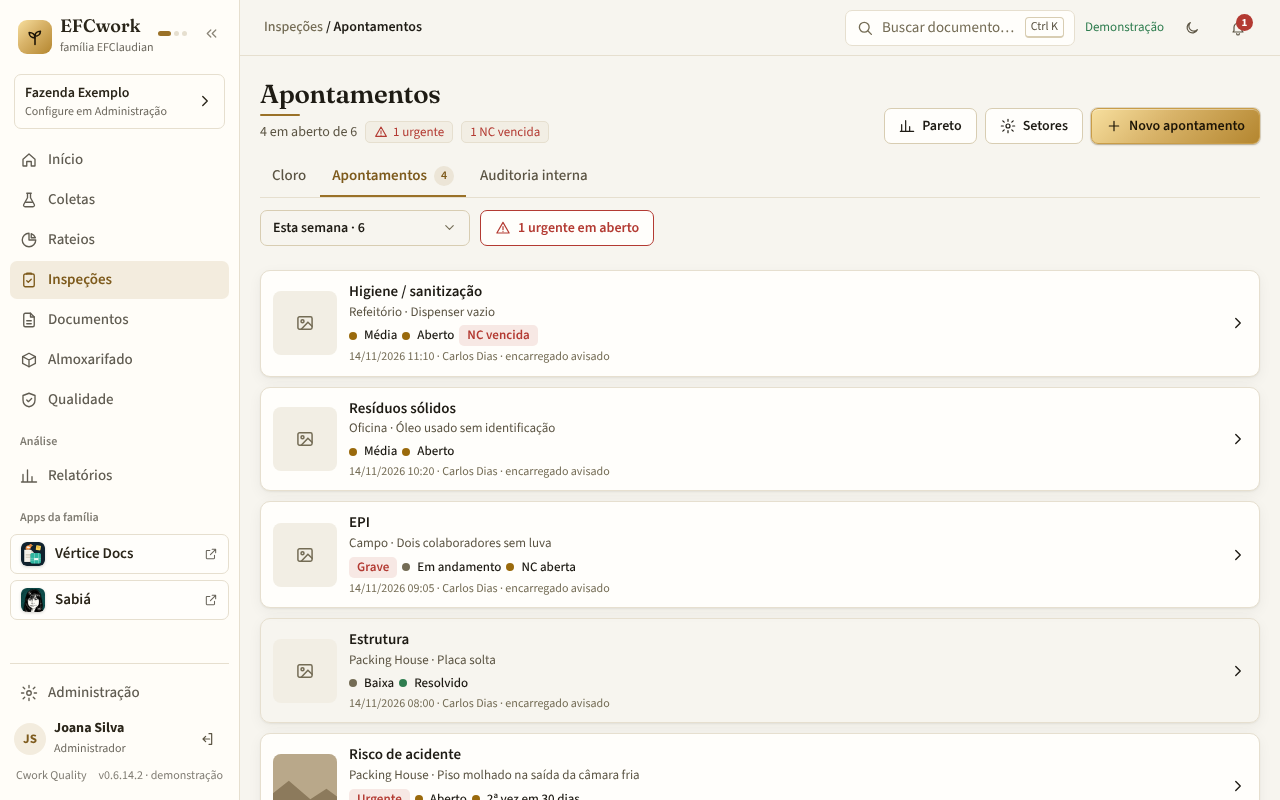 EFCwork
família EFClaudian
Fazenda Exemplo
Configure em Administração
Início
Coletas
Rateios
Inspeções
Documentos
Almoxarifado
Qualidade
Análise
Relatórios
Apps da família
Vértice Docs
Sabiá
Administração
JS
Joana Silva
Administrador
Cwork Quality v0.6.14.2 · demonstração
Inspeções / Apontamentos
Buscar documento… Ctrl K
Demonstração
1
Apontamentos
4 em aberto de 6 1 urgente 1 NC vencida
Pareto
Setores
Novo apontamento
Cloro Apontamentos 4 Auditoria interna
Esta semana · 6
1 urgente em aberto
Higiene / sanitização
Refeitório · Dispenser vazio
Média Aberto NC vencida
14/11/2026 11:10 · Carlos Dias · encarregado avisado
Resíduos sólidos
Oficina · Óleo usado sem identificação
Média Aberto
14/11/2026 10:20 · Carlos Dias · encarregado avisado
EPI
Campo · Dois colaboradores sem luva
Grave Em andamento NC aberta
14/11/2026 09:05 · Carlos Dias · encarregado avisado
Estrutura
Packing House · Placa solta
Baixa Resolvido
14/11/2026 08:00 · Carlos Dias · encarregado avisado
Risco de acidente
Packing House · Piso molhado na saída da câmara fria
Urgente Aberto 2ª vez em 30 dias